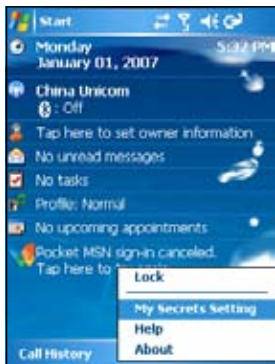 Start
Monday
5:32 PM
January 01, 2007
China Unicom
: Off
Tap here to set owner information
No unread messages
No tasks
Profile: Normal
No upcoming appointments
Pocket MSN sign-in canceled.
Tap here to
Lock
My Secrets Setting
Help
About
Call History